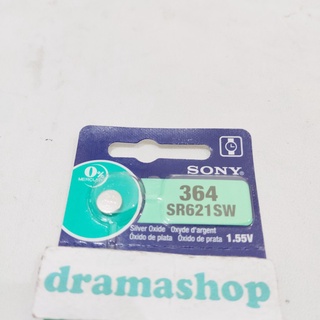 SONY
0%
MERCURY
364
SR621SW
Silver Oxide Oxyde d'argent
Óxido de plata Óxido de prata 1.55V
dramashop